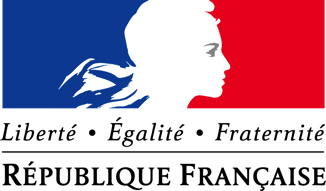 Liberté • Égalité • Fraternité
RÉPUBLIQUE FRANÇAISE